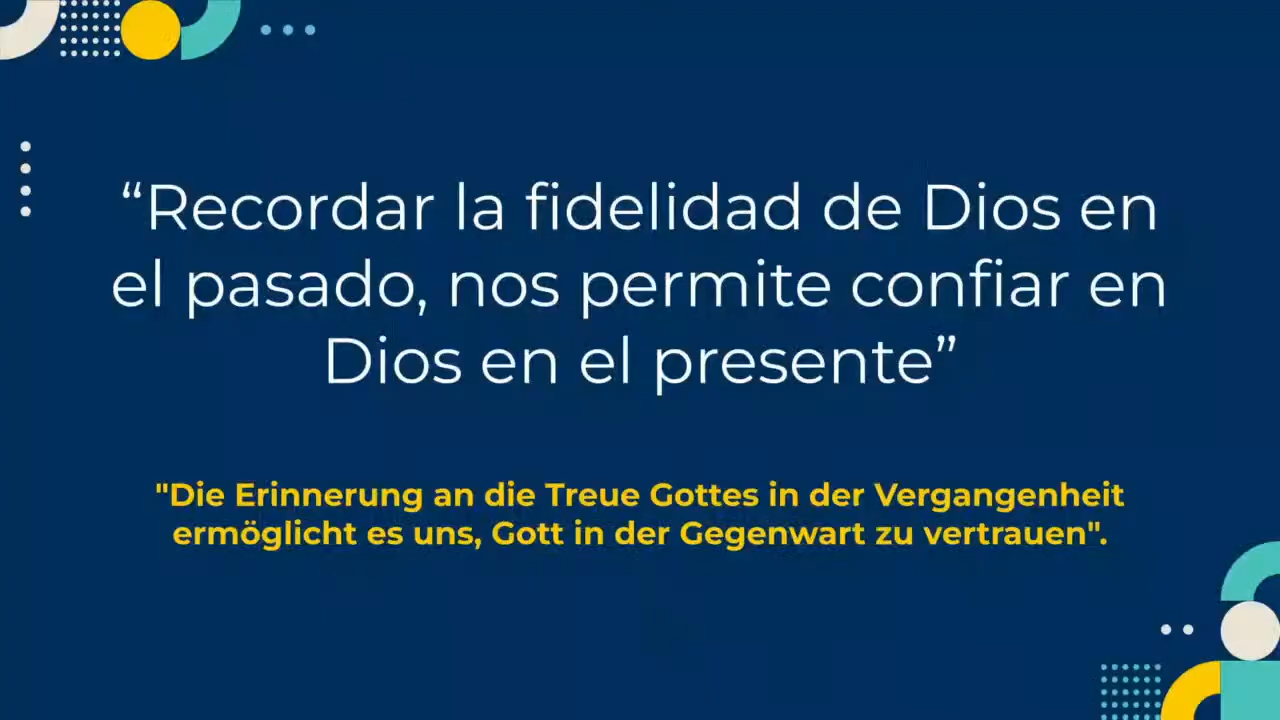 “Recordar la fidelidad de Dios en
el pasado, nos permite confiar en
Dios en el presente”
"Die Erinnerung an die Treue Gottes in der Vergangenheit
ermöglicht es uns, Gott in der Gegenwart zu vertrauen".